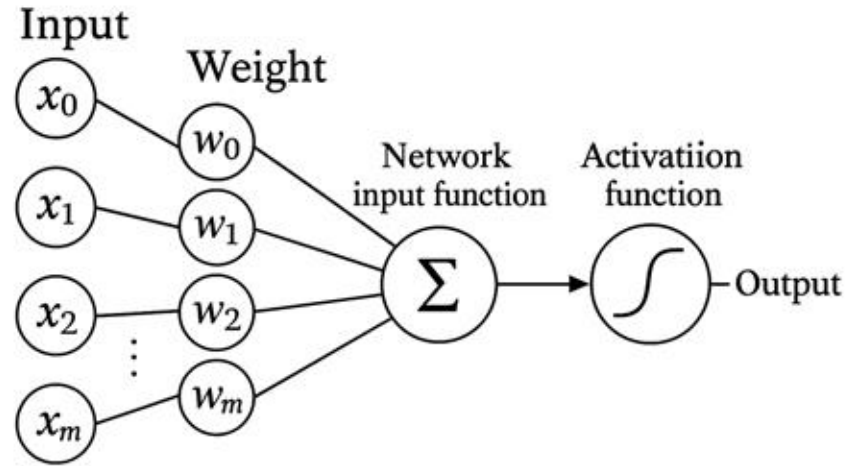 Input
Weight
x₀
w₀
Network
input function
Activatiion
function
x₁
w₁
Σ
Output
x₂
w₂
⋮
xₘ
wₘ